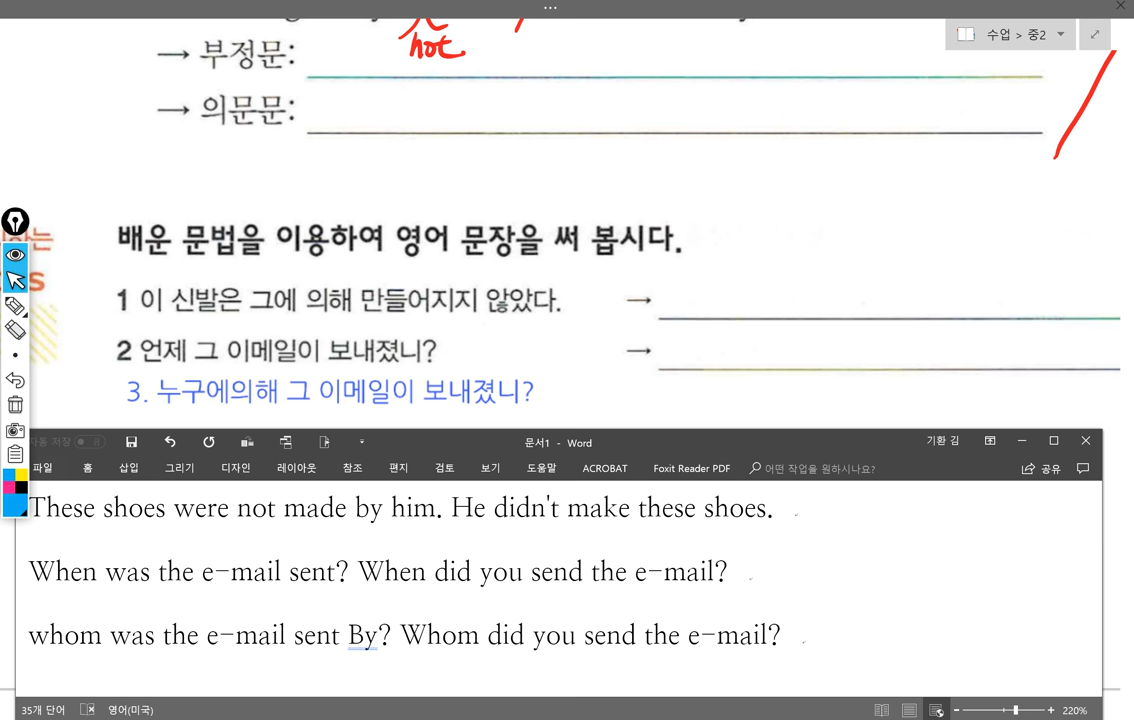 ...
수업 > 중2
not
→ 부정문:
→ 의문문:
하는
S
배운 문법을 이용하여 영어 문장을 써 봅시다.
1 이 신발은 그에 의해 만들어지지 않았다. →
2 언제 그 이메일이 보내졌니? →
3. 누구에의해 그 이메일이 보내졌니?
자동 저장
문서1 - Word
기환 김
파일 홈 삽입 그리기 디자인 레이아웃 참조 편지 검토 보기 도움말 ACROBAT Foxit Reader PDF 어떤 작업을 원하시나요? 공유
These shoes were not made by him. He didn't make these shoes.
When was the e-mail sent? When did you send the e-mail?
whom was the e-mail sent By? Whom did you send the e-mail?
35개 단어 영어(미국) 220%